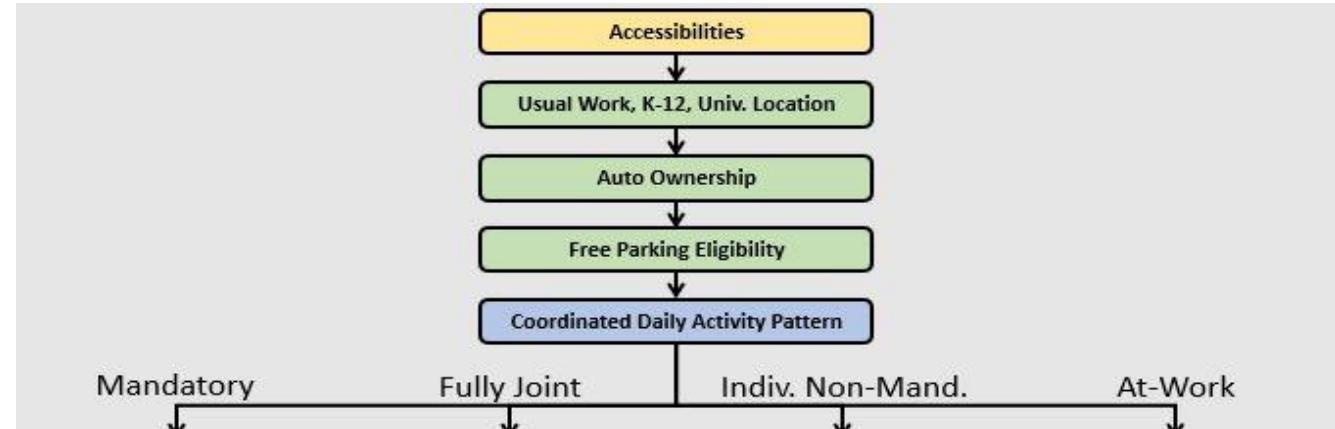 Accessibilities
Usual Work, K-12, Univ. Location
Auto Ownership
Free Parking Eligibility
Coordinated Daily Activity Pattern
Mandatory
Fully Joint
Indiv. Non-Mand.
At-Work